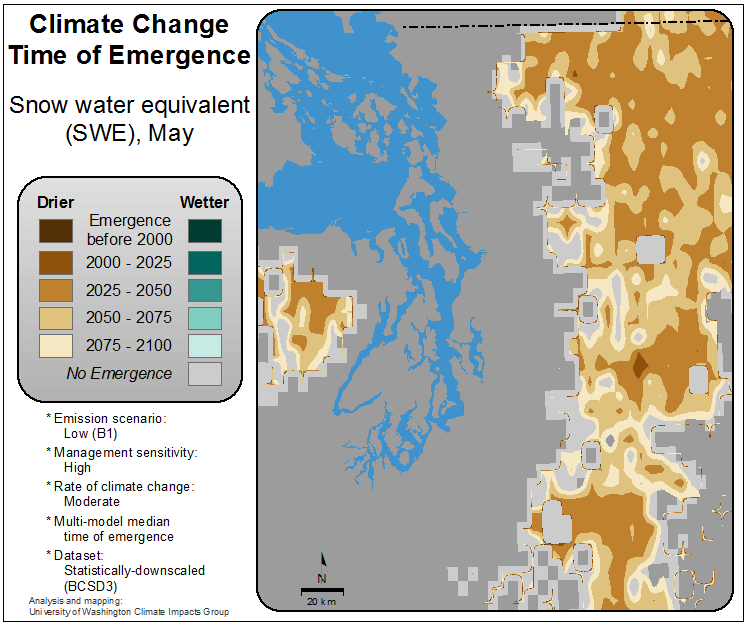 Climate Change
Time of Emergence
Snow water equivalent
(SWE), May
Drier Wetter
Emergence
before 2000
2000 - 2025
2025 - 2050
2050 - 2075
2075 - 2100
No Emergence
* Emission scenario:
Low (B1)
* Management sensitivity:
High
* Rate of climate change:
Moderate
* Multi-model median
time of emergence
* Dataset:
Statistically-downscaled
(BCSD3)
Analysis and mapping:
University of Washington Climate Impacts Group
N
20 km